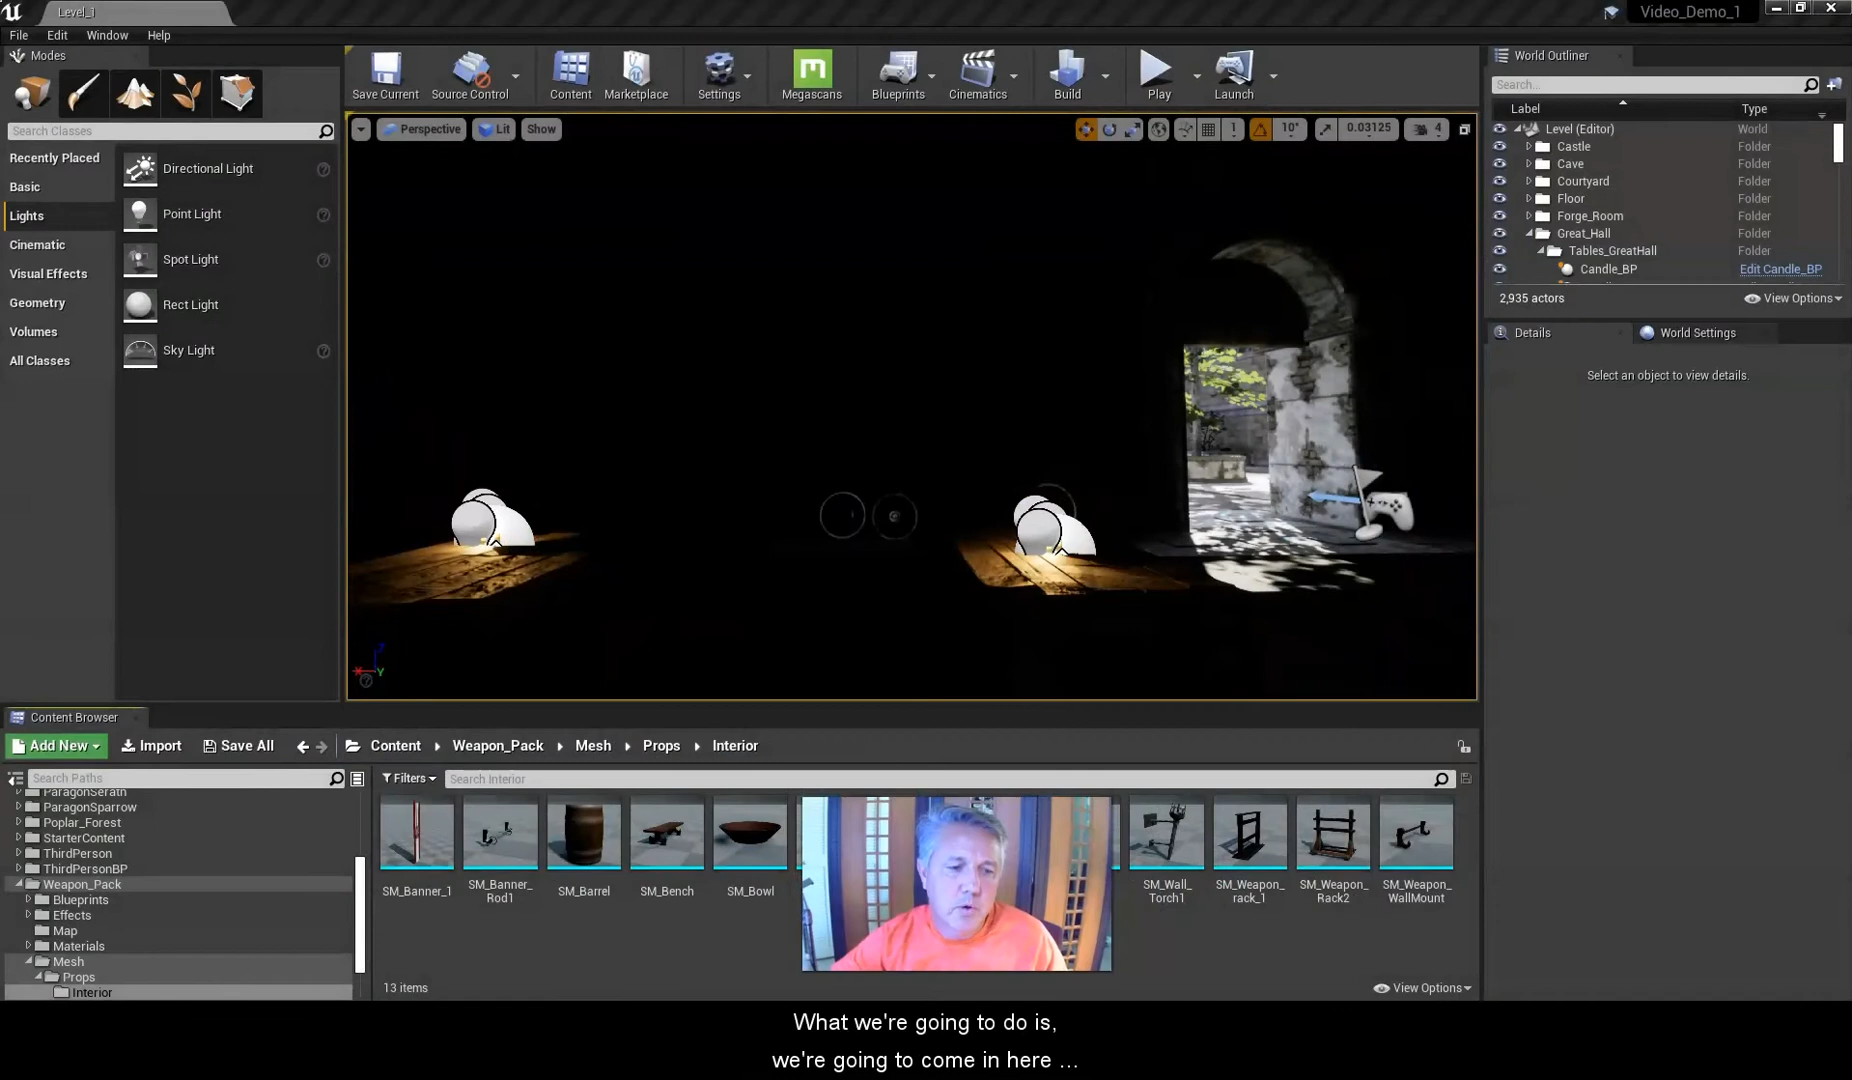 Level_1
Video_Demo_1
File Edit Window Help
Modes
Search Classes
Recently Placed
Basic
Lights
Cinematic
Visual Effects
Geometry
Volumes
All Classes
Directional Light
Point Light
Spot Light
Rect Light
Sky Light
Save Current
Source Control
Content
Marketplace
Settings
Megascans
Blueprints
Cinematics
Build
Play
Launch
Perspective
Lit
Show
1
10°
0.03125
4
World Outliner
Search...
Label Type
Level (Editor) World
Castle Folder
Cave Folder
Courtyard Folder
Floor Folder
Forge_Room Folder
Great_Hall Folder
Tables_GreatHall Folder
Candle_BP Edit Candle_BP
2,935 actors
View Options
Details
World Settings
Select an object to view details.
X
Y
Content Browser
Add New
Import
Save All
Content
Weapon_Pack
Mesh
Props
Interior
Search Paths
ParagonSerath
ParagonSparrow
Poplar_Forest
StarterContent
ThirdPerson
ThirdPersonBP
Weapon_Pack
Blueprints
Effects
Map
Materials
Mesh
Props
Interior
Filters
Search Interior
SM_Banner_1
SM_Banner_
Rod1
SM_Barrel
SM_Bench
SM_Bowl
SM_Wall_
Torch1
SM_Weapon_
rack_1
SM_Weapon_
Rack2
SM_Weapon_
WallMount
13 items
View Options
What we're going to do is,
we're going to come in here ...